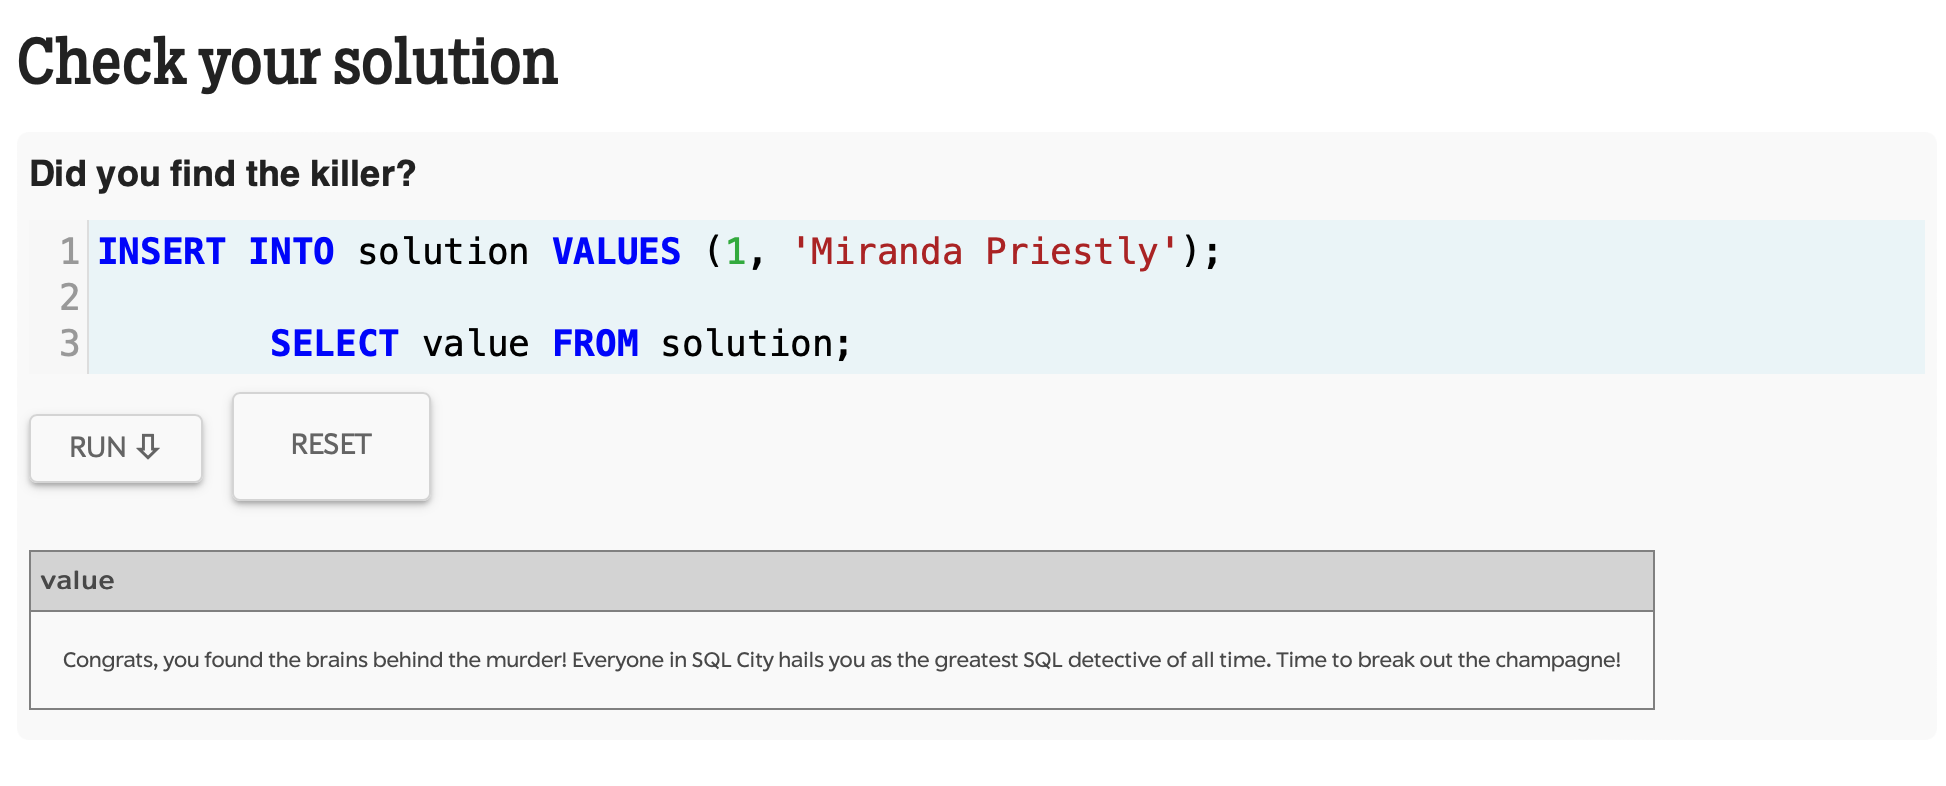 Check your solution
Did you find the killer?
1 INSERT INTO solution VALUES (1, 'Miranda Priestly');
2
3 SELECT value FROM solution;
RUN ⇩
RESET
value
Congrats, you found the brains behind the murder! Everyone in SQL City hails you as the greatest SQL detective of all time. Time to break out the champagne!